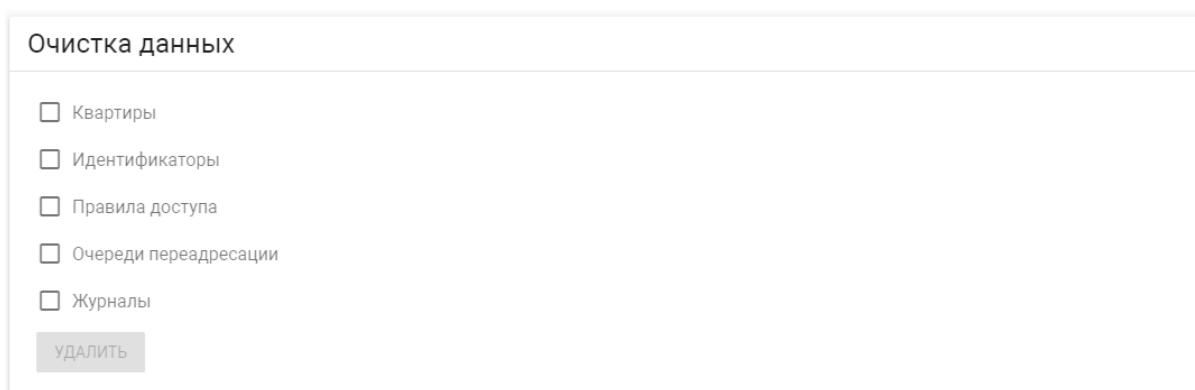 Очистка данных
Квартиры
Идентификаторы
Правила доступа
Очереди переадресации
Журналы
УДАЛИТЬ